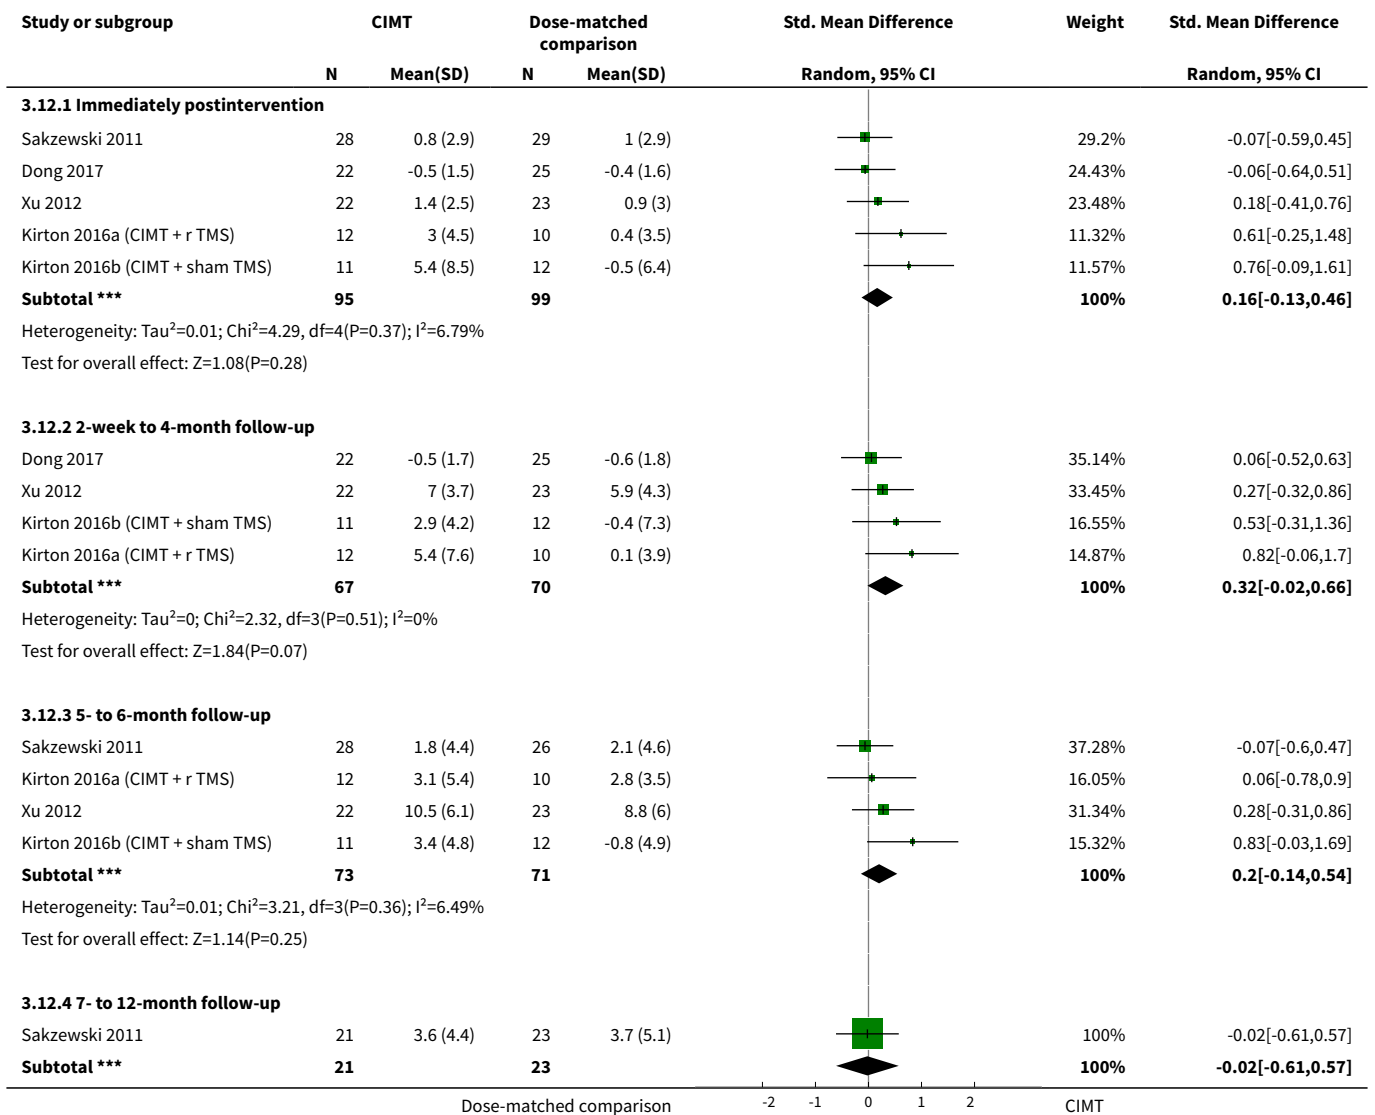 Study or subgroup CIMT Dose-matched comparison Std. Mean Difference Weight Std. Mean Difference
N Mean(SD) N Mean(SD) Random, 95% CI Random, 95% CI
3.12.1 Immediately postintervention
Sakzewski 2011 28 0.8 (2.9) 29 1 (2.9) 29.2% -0.07[-0.59,0.45]
Dong 2017 22 -0.5 (1.5) 25 -0.4 (1.6) 24.43% -0.06[-0.64,0.51]
Xu 2012 22 1.4 (2.5) 23 0.9 (3) 23.48% 0.18[-0.41,0.76]
Kirton 2016a (CIMT + r TMS) 12 3 (4.5) 10 0.4 (3.5) 11.32% 0.61[-0.25,1.48]
Kirton 2016b (CIMT + sham TMS) 11 5.4 (8.5) 12 -0.5 (6.4) 11.57% 0.76[-0.09,1.61]
Subtotal *** 95 99 100% 0.16[-0.13,0.46]
Heterogeneity: Tau²=0.01; Chi²=4.29, df=4(P=0.37); I²=6.79%
Test for overall effect: Z=1.08(P=0.28)
3.12.2 2-week to 4-month follow-up
Dong 2017 22 -0.5 (1.7) 25 -0.6 (1.8) 35.14% 0.06[-0.52,0.63]
Xu 2012 22 7 (3.7) 23 5.9 (4.3) 33.45% 0.27[-0.32,0.86]
Kirton 2016b (CIMT + sham TMS) 11 2.9 (4.2) 12 -0.4 (7.3) 16.55% 0.53[-0.31,1.36]
Kirton 2016a (CIMT + r TMS) 12 5.4 (7.6) 10 0.1 (3.9) 14.87% 0.82[-0.06,1.7]
Subtotal *** 67 70 100% 0.32[-0.02,0.66]
Heterogeneity: Tau²=0; Chi²=2.32, df=3(P=0.51); I²=0%
Test for overall effect: Z=1.84(P=0.07)
3.12.3 5- to 6-month follow-up
Sakzewski 2011 28 1.8 (4.4) 26 2.1 (4.6) 37.28% -0.07[-0.6,0.47]
Kirton 2016a (CIMT + r TMS) 12 3.1 (5.4) 10 2.8 (3.5) 16.05% 0.06[-0.78,0.9]
Xu 2012 22 10.5 (6.1) 23 8.8 (6) 31.34% 0.28[-0.31,0.86]
Kirton 2016b (CIMT + sham TMS) 11 3.4 (4.8) 12 -0.8 (4.9) 15.32% 0.83[-0.03,1.69]
Subtotal *** 73 71 100% 0.2[-0.14,0.54]
Heterogeneity: Tau²=0.01; Chi²=3.21, df=3(P=0.36); I²=6.49%
Test for overall effect: Z=1.14(P=0.25)
3.12.4 7- to 12-month follow-up
Sakzewski 2011 21 3.6 (4.4) 23 3.7 (5.1) 100% -0.02[-0.61,0.57]
Subtotal *** 21 23 100% -0.02[-0.61,0.57]
Dose-matched comparison -2 -1 0 1 2 CIMT